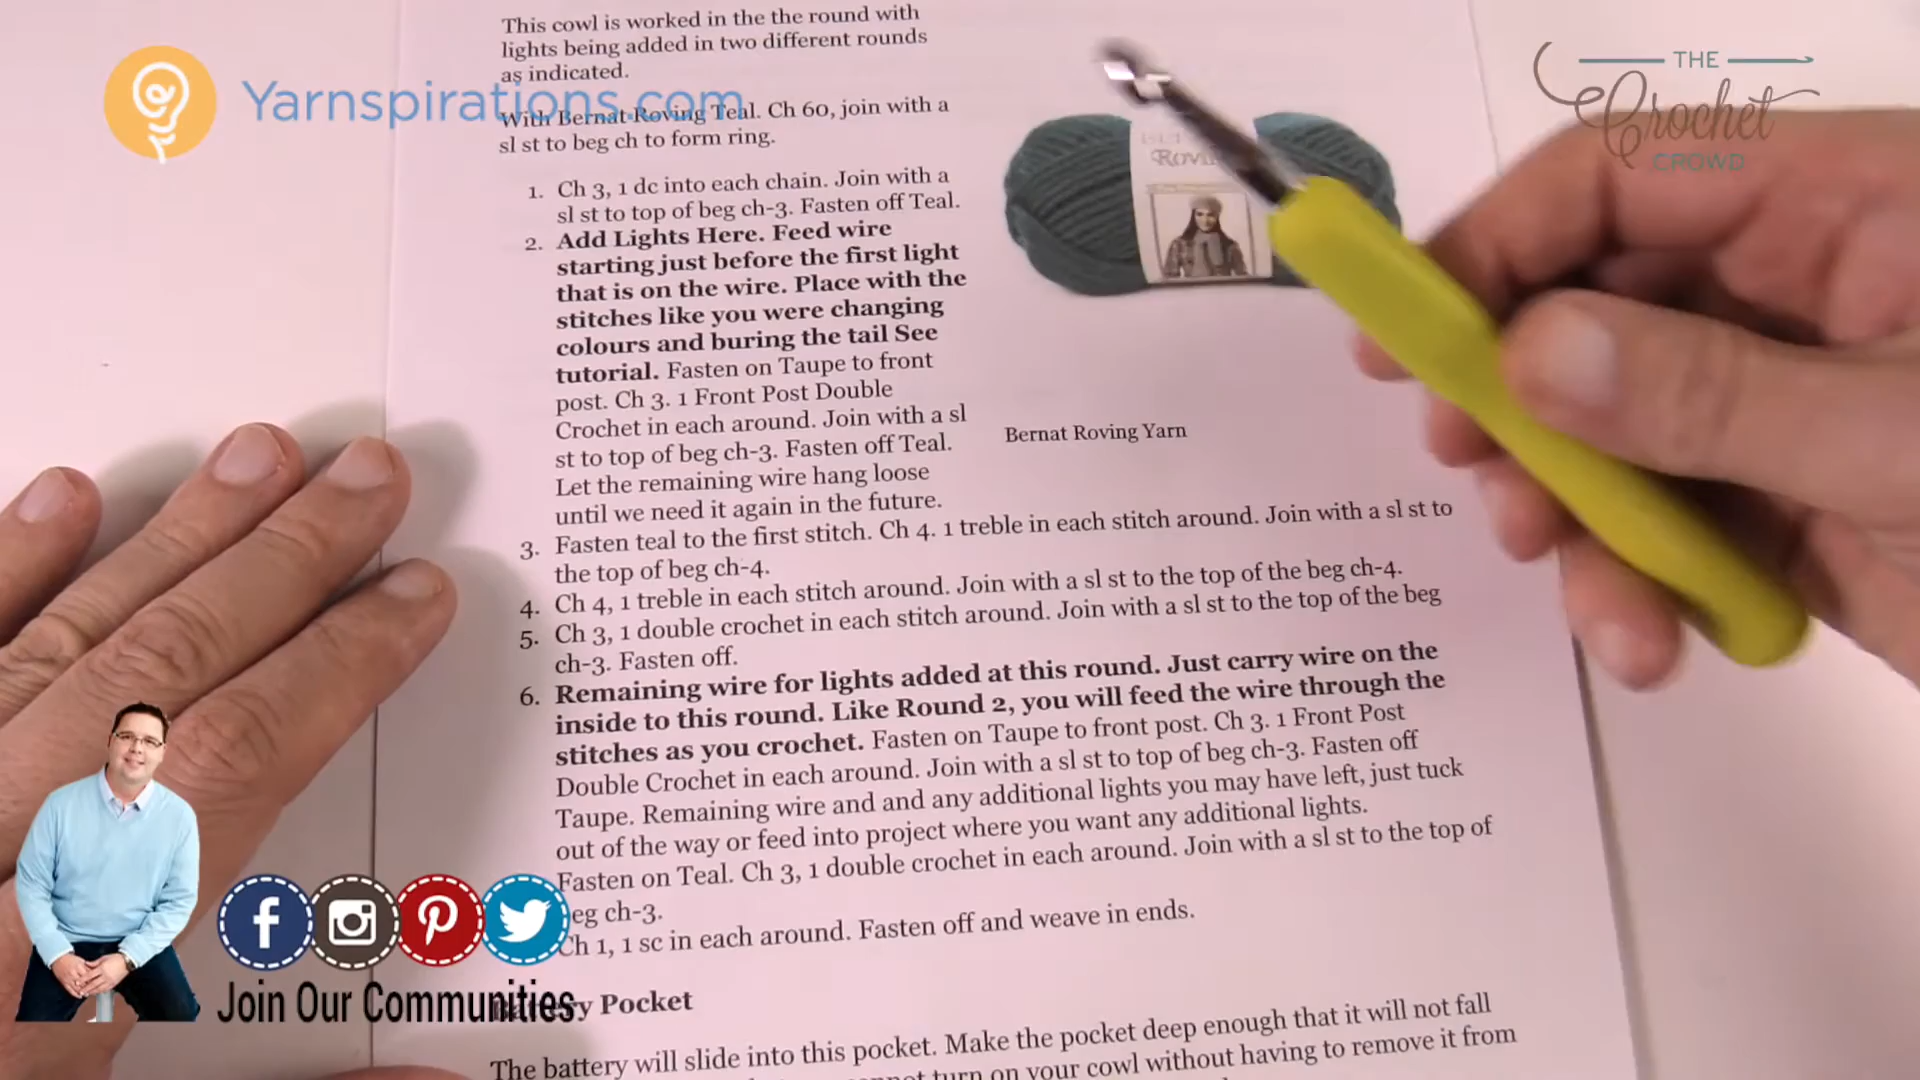 This cowl is worked in the the round with
lights being added in two different rounds
as indicated.
Yarnspirations.com
With Bernat Roving Teal. Ch 60, join with a
sl st to beg ch to form ring.
THE
Crochet
CROWD
1. Ch 3, 1 dc into each chain. Join with a
sl st to top of beg ch-3. Fasten off Teal.
2. Add Lights Here. Feed wire
starting just before the first light
that is on the wire. Place with the
stitches like you were changing
colours and buring the tail See
tutorial. Fasten on Taupe to front
post. Ch 3. 1 Front Post Double
Crochet in each around. Join with a sl
st to top of beg ch-3. Fasten off Teal.
Let the remaining wire hang loose
until we need it again in the future.
Bernat Roving Yarn
3. Fasten teal to the first stitch. Ch 4. 1 treble in each stitch around. Join with a sl st to
the top of beg ch-4.
4. Ch 4, 1 treble in each stitch around. Join with a sl st to the top of the beg ch-4.
5. Ch 3, 1 double crochet in each stitch around. Join with a sl st to the top of the beg
ch-3. Fasten off.
6. Remaining wire for lights added at this round. Just carry wire on the
inside to this round. Like Round 2, you will feed the wire through the
stitches as you crochet. Fasten on Taupe to front post. Ch 3. 1 Front Post
Double Crochet in each around. Join with a sl st to top of beg ch-3. Fasten off
Taupe. Remaining wire and and any additional lights you may have left, just tuck
out of the way or feed into project where you want any additional lights.
Fasten on Teal. Ch 3, 1 double crochet in each around. Join with a sl st to the top of
beg ch-3.
Ch 1, 1 sc in each around. Fasten off and weave in ends.
Join Our Communities
Battery Pocket
The battery will slide into this pocket. Make the pocket deep enough that it will not fall
turn on your cowl without having to remove it from